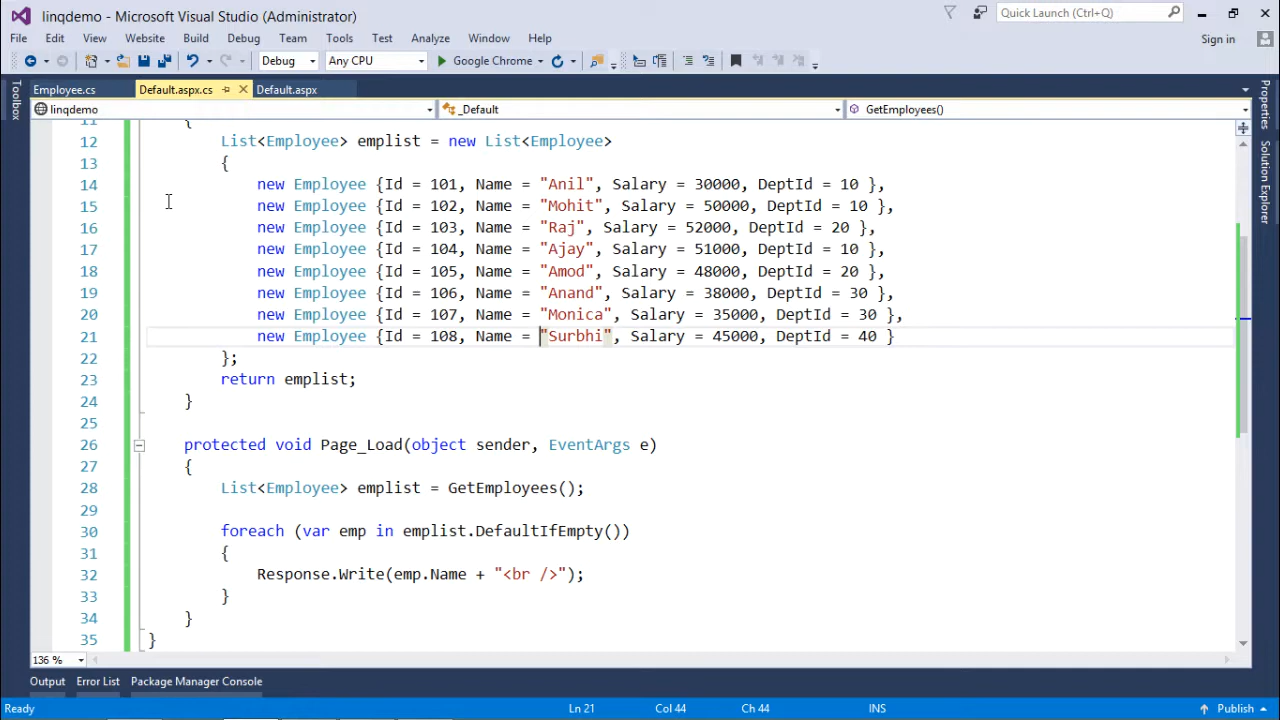 linqdemo - Microsoft Visual Studio (Administrator)
Quick Launch (Ctrl+Q)
File Edit View Website Build Debug Team Tools Test Analyze Window Help
Sign in
Debug Any CPU Google Chrome
Toolbox
Employee.cs Default.aspx.cs Default.aspx
linqdemo _Default GetEmployees()
Properties
Solution Explorer
11 {
12 List<Employee> emplist = new List<Employee>
13 {
14 new Employee {Id = 101, Name = "Anil", Salary = 30000, DeptId = 10 },
15 new Employee {Id = 102, Name = "Mohit", Salary = 50000, DeptId = 10 },
16 new Employee {Id = 103, Name = "Raj", Salary = 52000, DeptId = 20 },
17 new Employee {Id = 104, Name = "Ajay", Salary = 51000, DeptId = 10 },
18 new Employee {Id = 105, Name = "Amod", Salary = 48000, DeptId = 20 },
19 new Employee {Id = 106, Name = "Anand", Salary = 38000, DeptId = 30 },
20 new Employee {Id = 107, Name = "Monica", Salary = 35000, DeptId = 30 },
21 new Employee {Id = 108, Name = "Surbhi", Salary = 45000, DeptId = 40 }
22 };
23 return emplist;
24 }
25
26 protected void Page_Load(object sender, EventArgs e)
27 {
28 List<Employee> emplist = GetEmployees();
29
30 foreach (var emp in emplist.DefaultIfEmpty())
31 {
32 Response.Write(emp.Name + "<br />");
33 }
34 }
35 }
136 %
Output Error List Package Manager Console
Ready Ln 21 Col 44 Ch 44 INS Publish